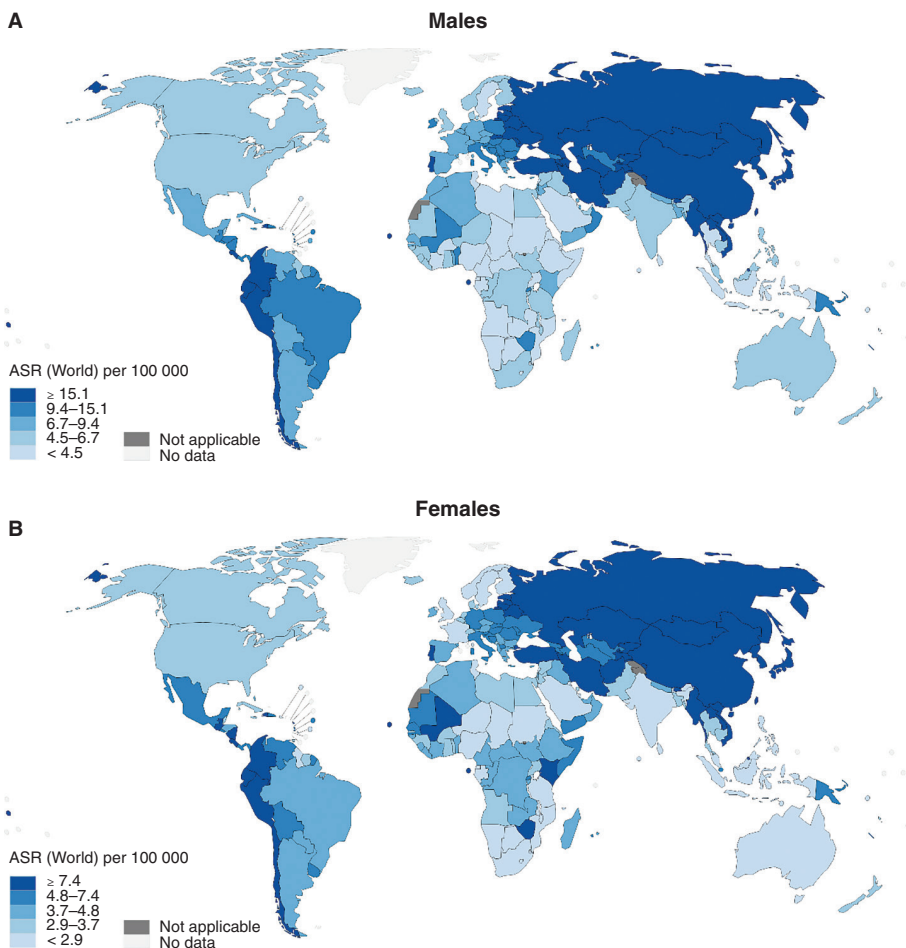 A
Males
ASR (World) per 100 000
≥ 15.1
9.4–15.1
6.7–9.4
4.5–6.7
< 4.5
Not applicable
No data
Females
B
ASR (World) per 100 000
≥ 7.4
4.8–7.4
3.7–4.8
2.9–3.7
< 2.9
Not applicable
No data